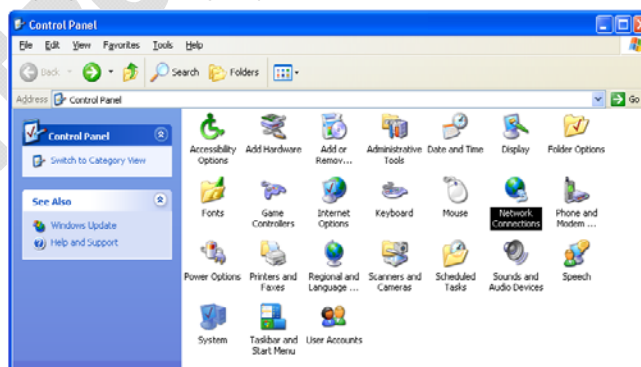 Control Panel
File Edit View Favorites Tools Help
Back Search Folders
Address Control Panel Go
Control Panel
Switch to Category View
See Also
Windows Update
Help and Support
Accessibility Options
Add Hardware
Add or Remov...
Administrative Tools
Date and Time
Display
Folder Options
Fonts
Game Controllers
Internet Options
Keyboard
Mouse
Network Connections
Phone and Modem ...
Power Options
Printers and Faxes
Regional and Language ...
Scanners and Cameras
Scheduled Tasks
Sounds and Audio Devices
Speech
System
Taskbar and Start Menu
User Accounts